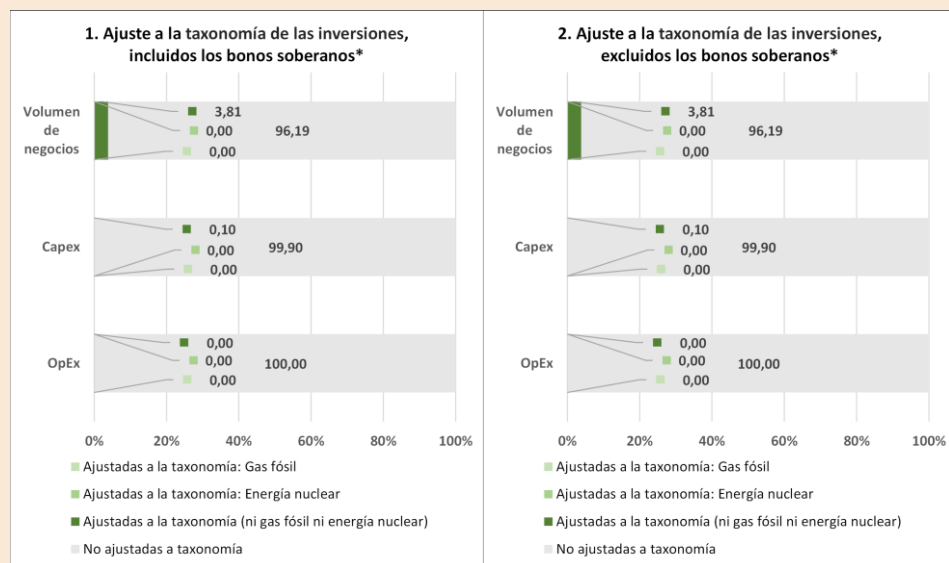 1. Ajuste a la taxonomía de las inversiones,
incluidos los bonos soberanos*
Volumen
de
negocios
3,81
0,00
96,19
0,00
Capex
0,10
0,00
99,90
0,00
OpEx
0,00
0,00
100,00
0,00
0% 20% 40% 60% 80% 100%
Ajustadas a la taxonomía: Gas fósil
Ajustadas a la taxonomía: Energía nuclear
Ajustadas a la taxonomía (ni gas fósil ni energía nuclear)
No ajustadas a taxonomía
2. Ajuste a la taxonomía de las inversiones,
excluidos los bonos soberanos*
Volumen
de
negocios
3,81
0,00
96,19
0,00
Capex
0,10
0,00
99,90
0,00
OpEx
0,00
0,00
100,00
0,00
0% 20% 40% 60% 80% 100%
Ajustadas a la taxonomía: Gas fósil
Ajustadas a la taxonomía: Energía nuclear
Ajustadas a la taxonomía (ni gas fósil ni energía nuclear)
No ajustadas a taxonomía